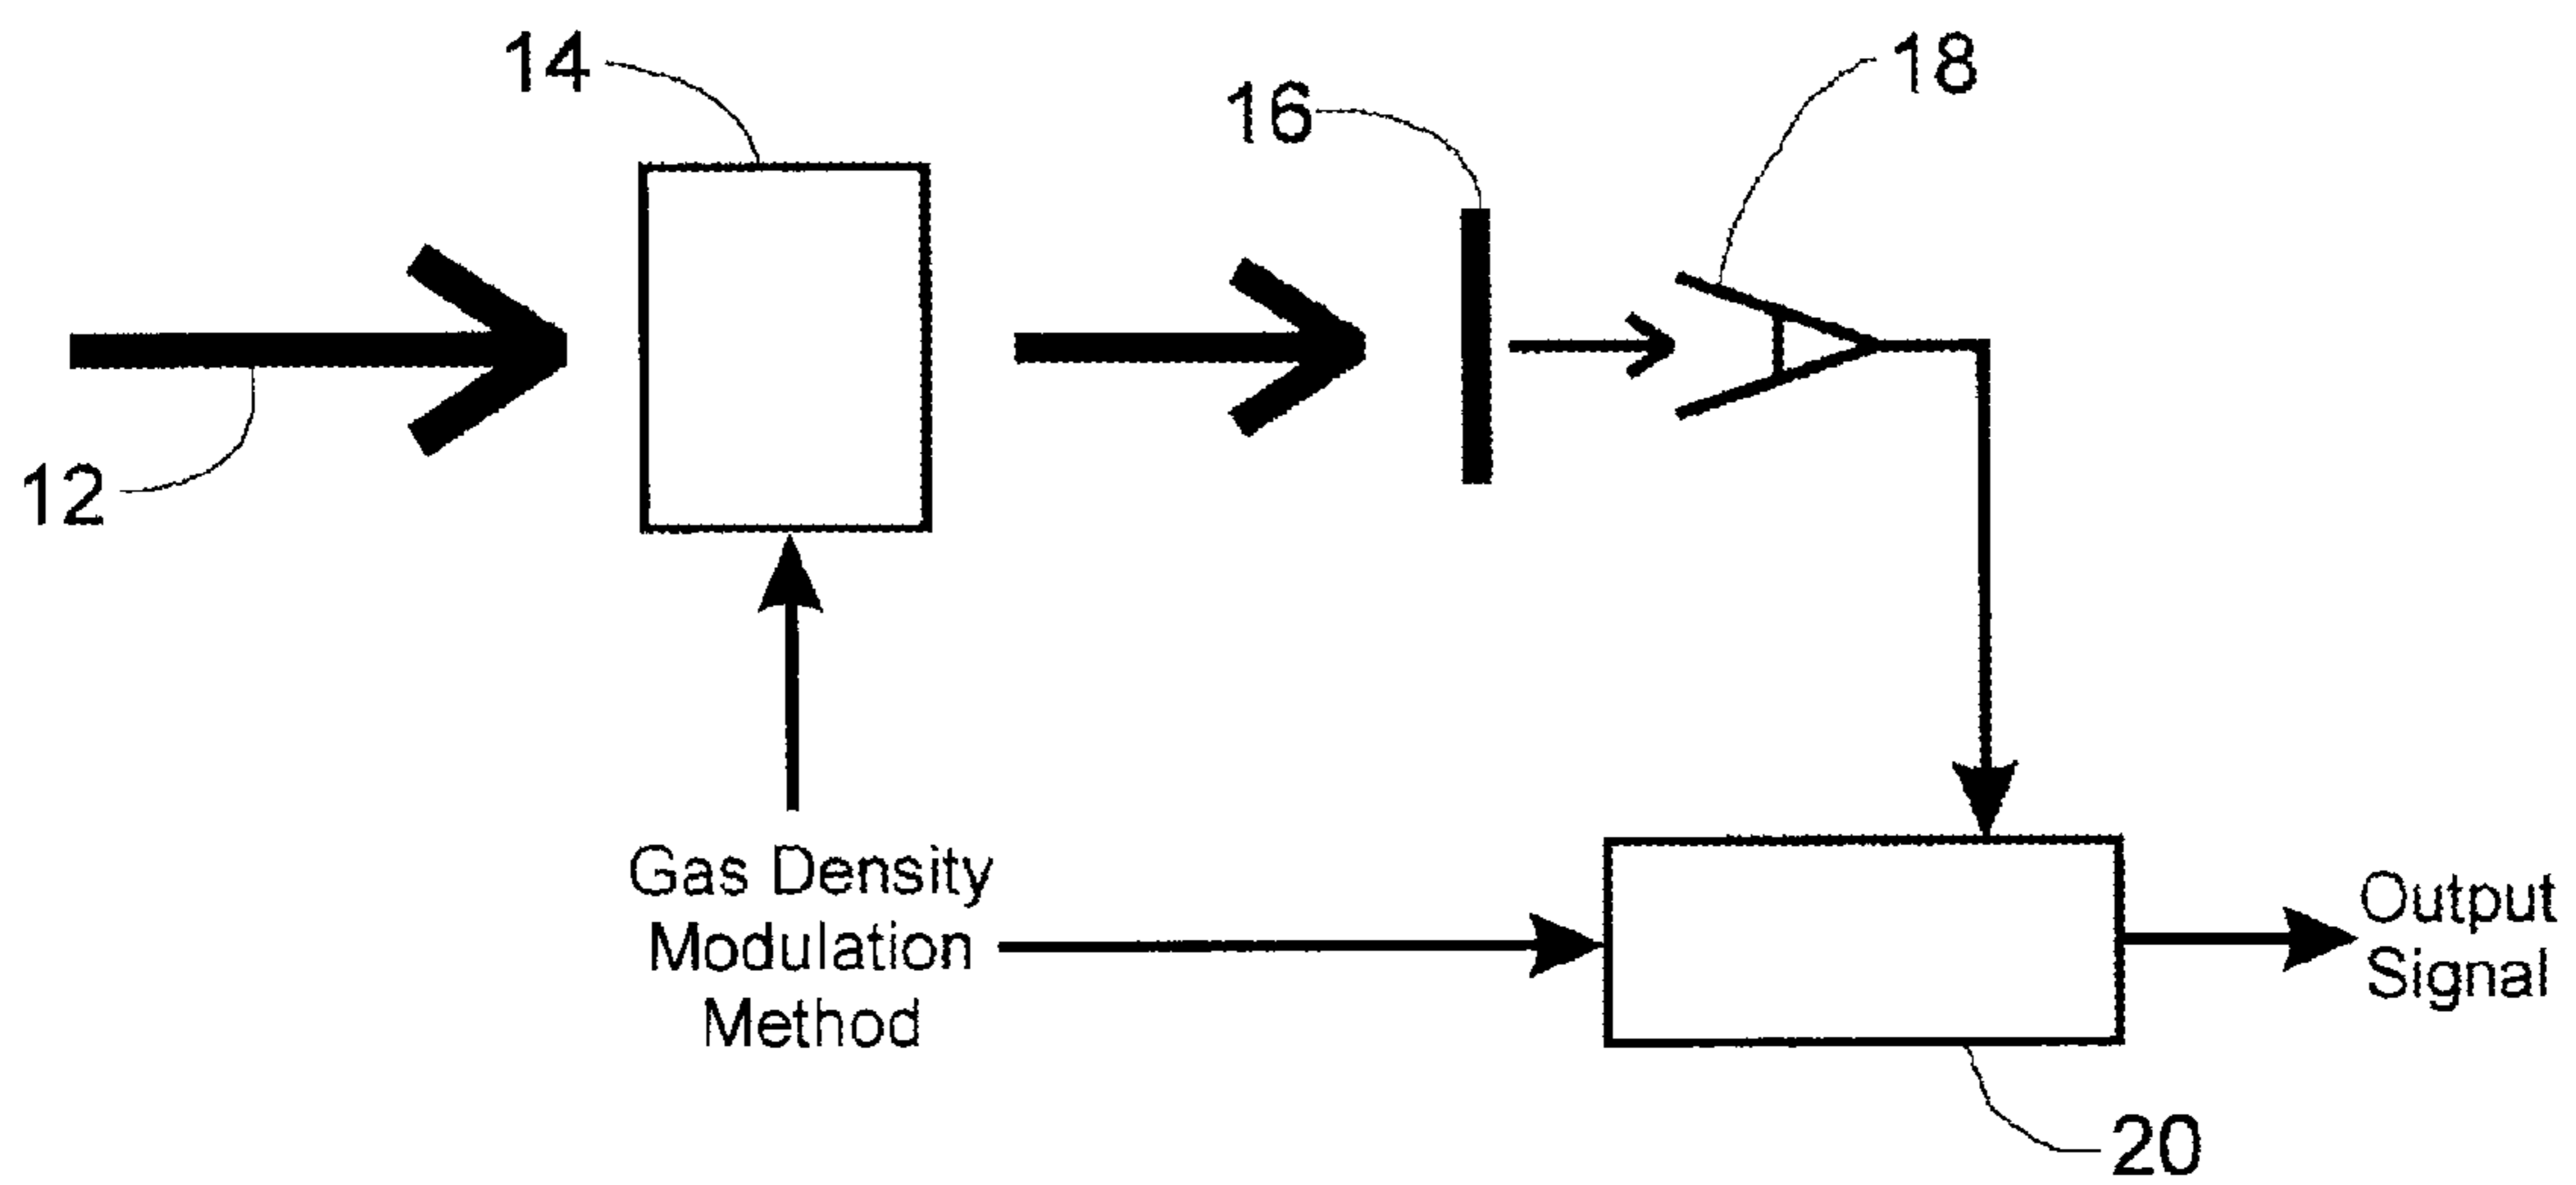 14
18
16
12
Gas Density
Modulation
Method
Output
Signal
20